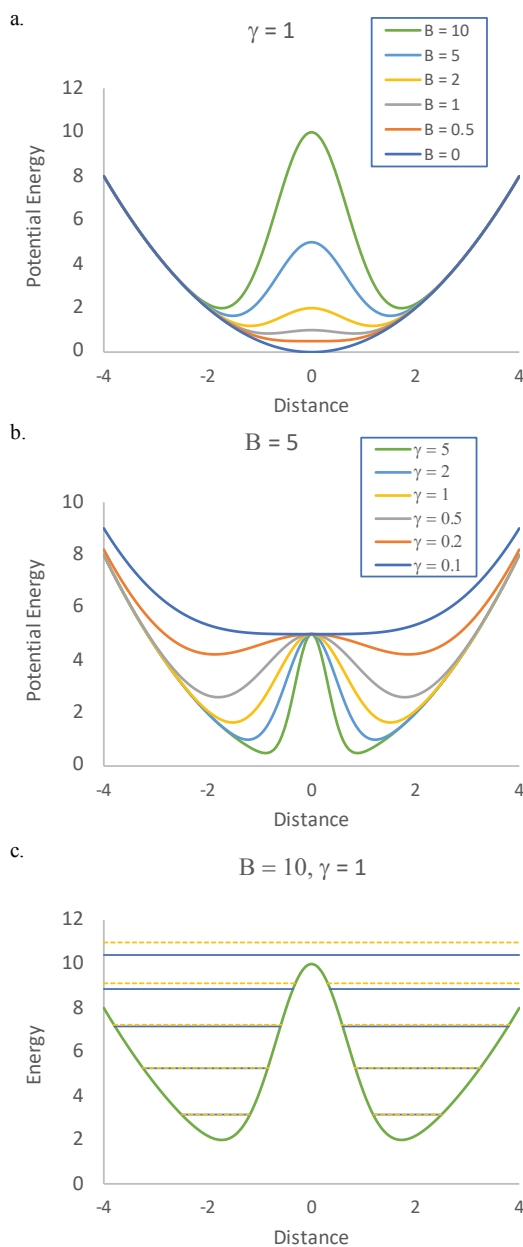 a.
γ = 1
B = 10
B = 5
B = 2
B = 1
B = 0.5
B = 0
Potential Energy
12
10
8
6
4
2
0
-4
-2
0
2
4
Distance
b.
B = 5
γ = 5
γ = 2
γ = 1
γ = 0.5
γ = 0.2
γ = 0.1
Potential Energy
10
8
6
4
2
0
-4
-2
0
2
4
Distance
c.
B = 10, γ = 1
Energy
12
10
8
6
4
2
0
-4
-2
0
2
4
Distance